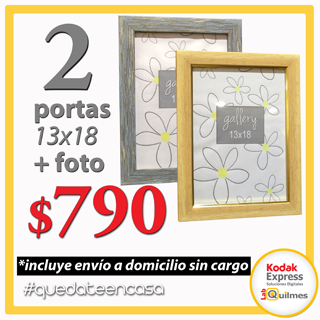 2
portas
13x18
+ foto
$790
gallery
13x18
gallery
13x18
*incluye envío a domicilio sin cargo
#quedateencasa
Kodak
Express
Soluciones Digitales
Lab Quilmes